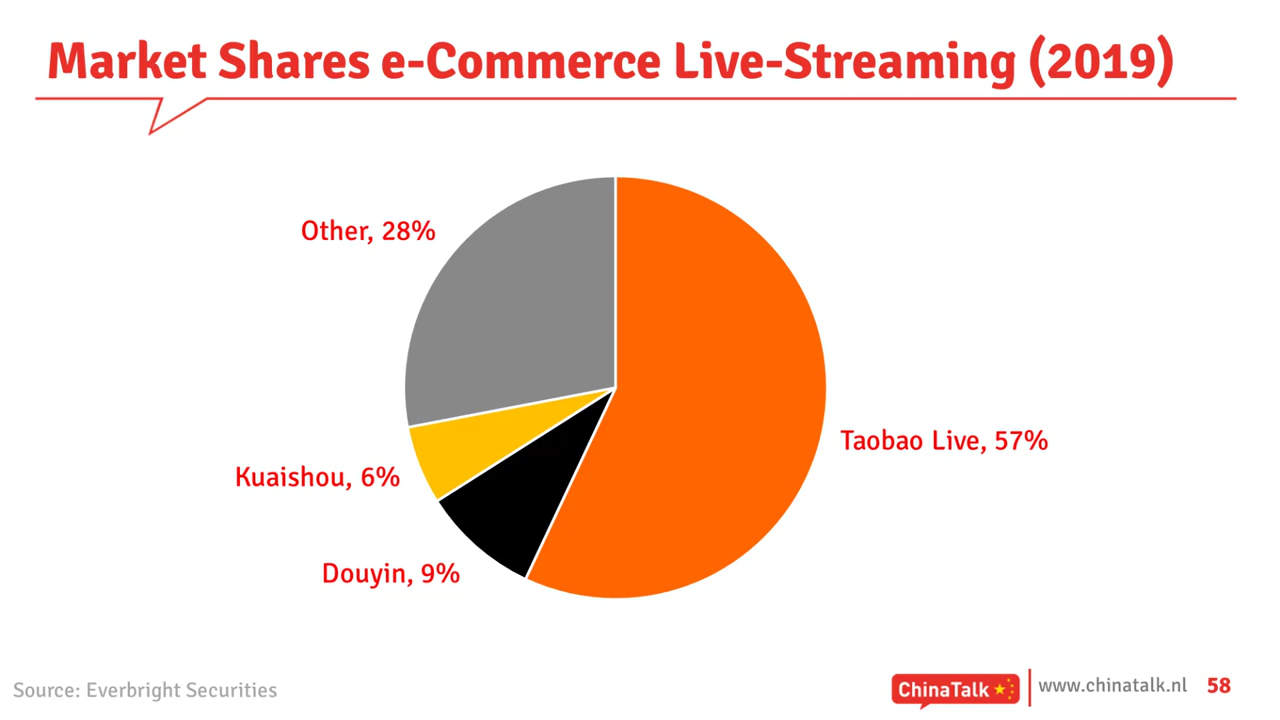 Market Shares e-Commerce Live-Streaming (2019)
Other, 28%
Taobao Live, 57%
Kuaishou, 6%
Douyin, 9%
Source: Everbright Securities
ChinaTalk
www.chinatalk.nl
58